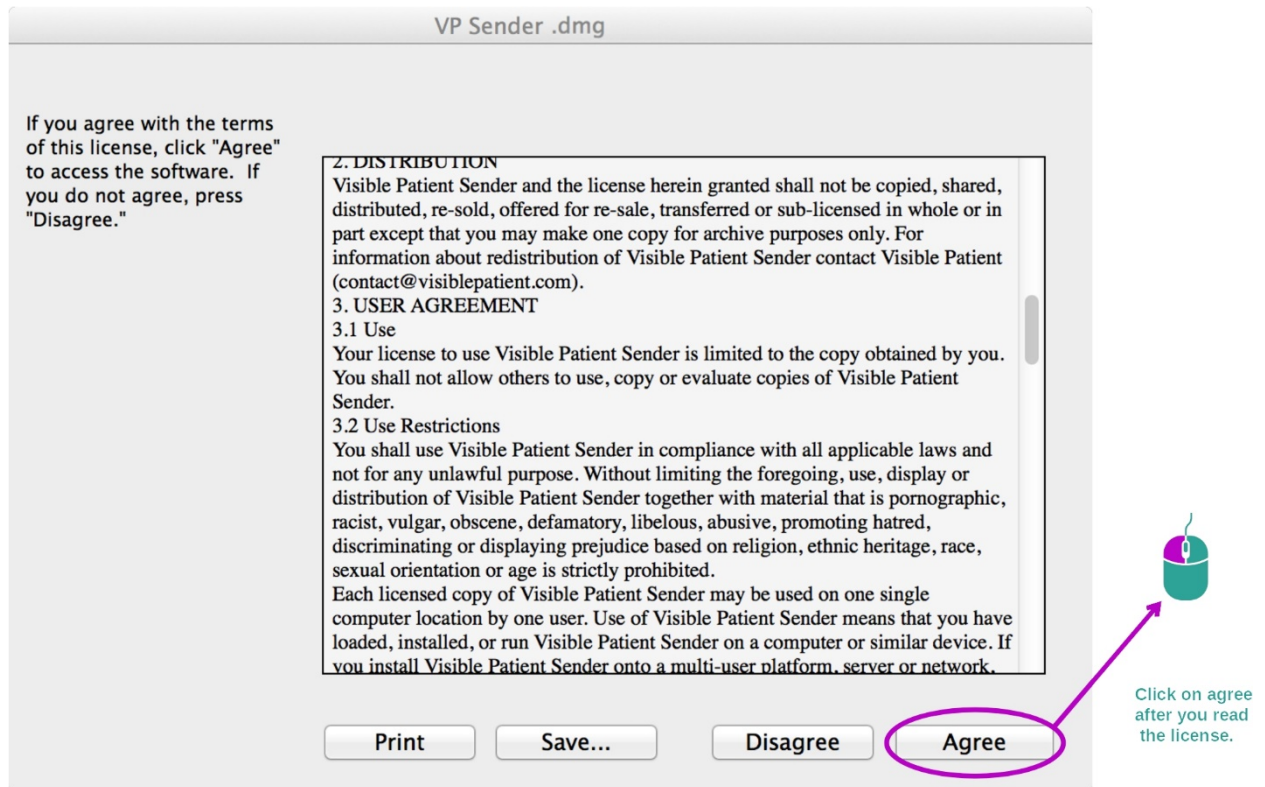 VP Sender .dmg
If you agree with the terms
of this license, click "Agree"
to access the software.  If
you do not agree, press
"Disagree."
2. DISTRIBUTION
Visible Patient Sender and the license herein granted shall not be copied, shared,
distributed, re-sold, offered for re-sale, transferred or sub-licensed in whole or in
part except that you may make one copy for archive purposes only. For
information about redistribution of Visible Patient Sender contact Visible Patient
(contact@visiblepatient.com).
3. USER AGREEMENT
3.1 Use
Your license to use Visible Patient Sender is limited to the copy obtained by you.
You shall not allow others to use, copy or evaluate copies of Visible Patient
Sender.
3.2 Use Restrictions
You shall use Visible Patient Sender in compliance with all applicable laws and
not for any unlawful purpose. Without limiting the foregoing, use, display or
distribution of Visible Patient Sender together with material that is pornographic,
racist, vulgar, obscene, defamatory, libelous, abusive, promoting hatred,
discriminating or displaying prejudice based on religion, ethnic heritage, race,
sexual orientation or age is strictly prohibited.
Each licensed copy of Visible Patient Sender may be used on one single
computer location by one user. Use of Visible Patient Sender means that you have
loaded, installed, or run Visible Patient Sender on a computer or similar device. If
you install Visible Patient Sender onto a multi-user platform, server or network,
Print
Save...
Disagree
Agree
Click on agree
after you read
the license.